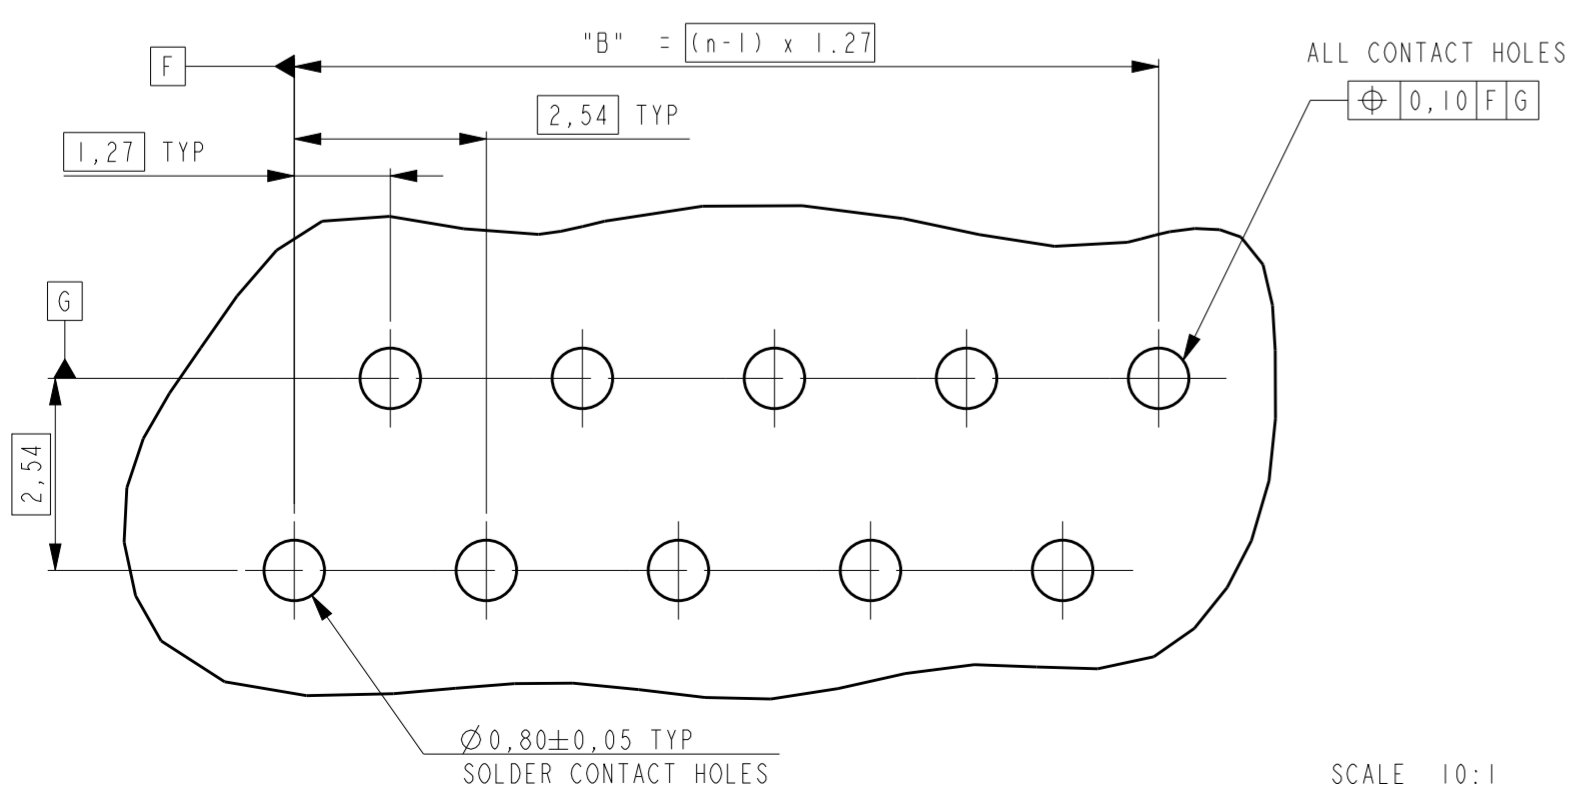 "B" = (n-1) x 1.27
F
ALL CONTACT HOLES
⌖ 0,10 F G
2,54 TYP
1,27 TYP
G
2,54
Ø0,80±0,05 TYP
SOLDER CONTACT HOLES
SCALE 10:1